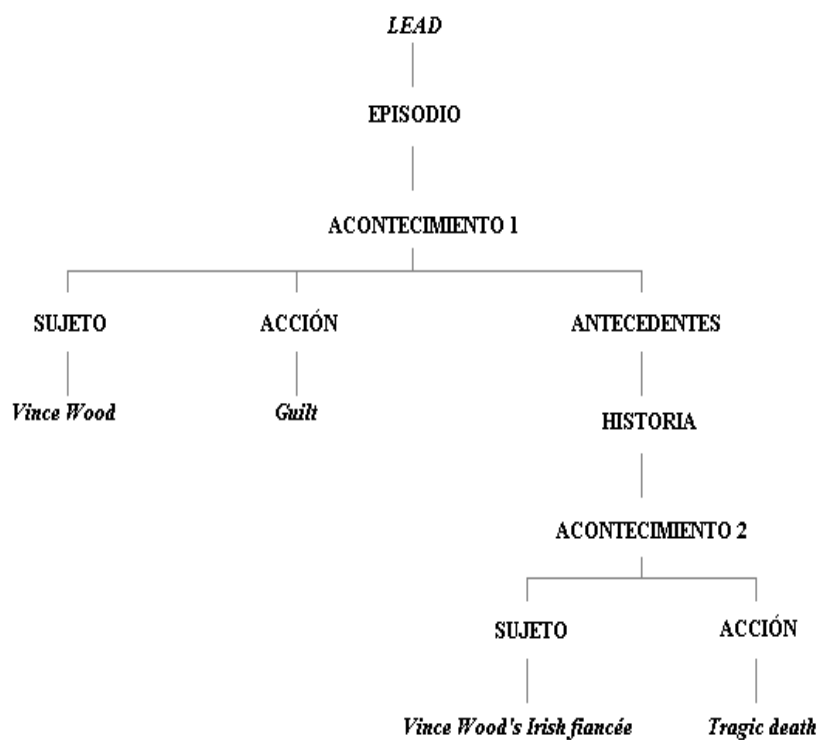 LEAD
EPISODIO
ACONTECIMIENTO 1
SUJETO
ACCIÓN
ANTECEDENTES
Vince Wood
Guilt
HISTORIA
ACONTECIMIENTO 2
SUJETO
ACCIÓN
Vince Wood's Irish fiancée
Tragic death